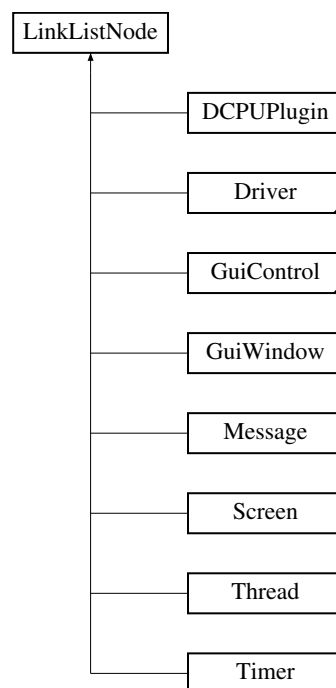 LinkListNode
DCPUPlugin
Driver
GuiControl
GuiWindow
Message
Screen
Thread
Timer